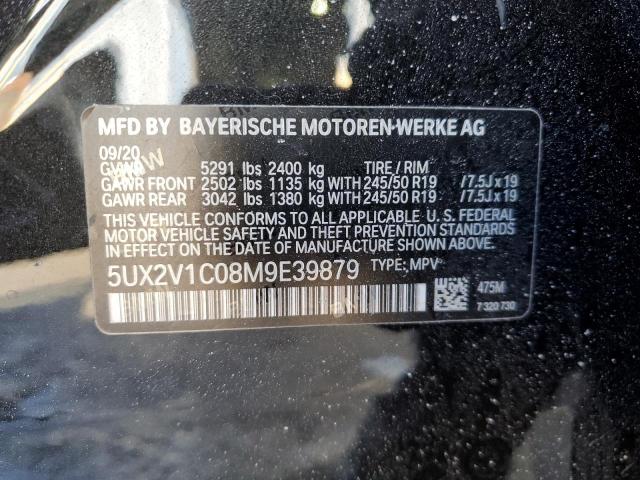 MFD BY BAYERISCHE MOTOREN-WERKE AG
09/20
GVWR 5291 lbs 2400 kg TIRE / RIM
GAWR FRONT 2502 lbs 1135 kg WITH 245/50 R19 /7.5J x 19
GAWR REAR 3042 lbs 1380 kg WITH 245/50 R19 /7.5J x 19
THIS VEHICLE CONFORMS TO ALL APPLICABLE U. S. FEDERAL
MOTOR VEHICLE SAFETY AND THEFT PREVENTION STANDARDS
IN EFFECT ON THE DATE OF MANUFACTURE SHOWN ABOVE.
5UX2V1C08M9E39879 TYPE: MPV
475M
7 320 730